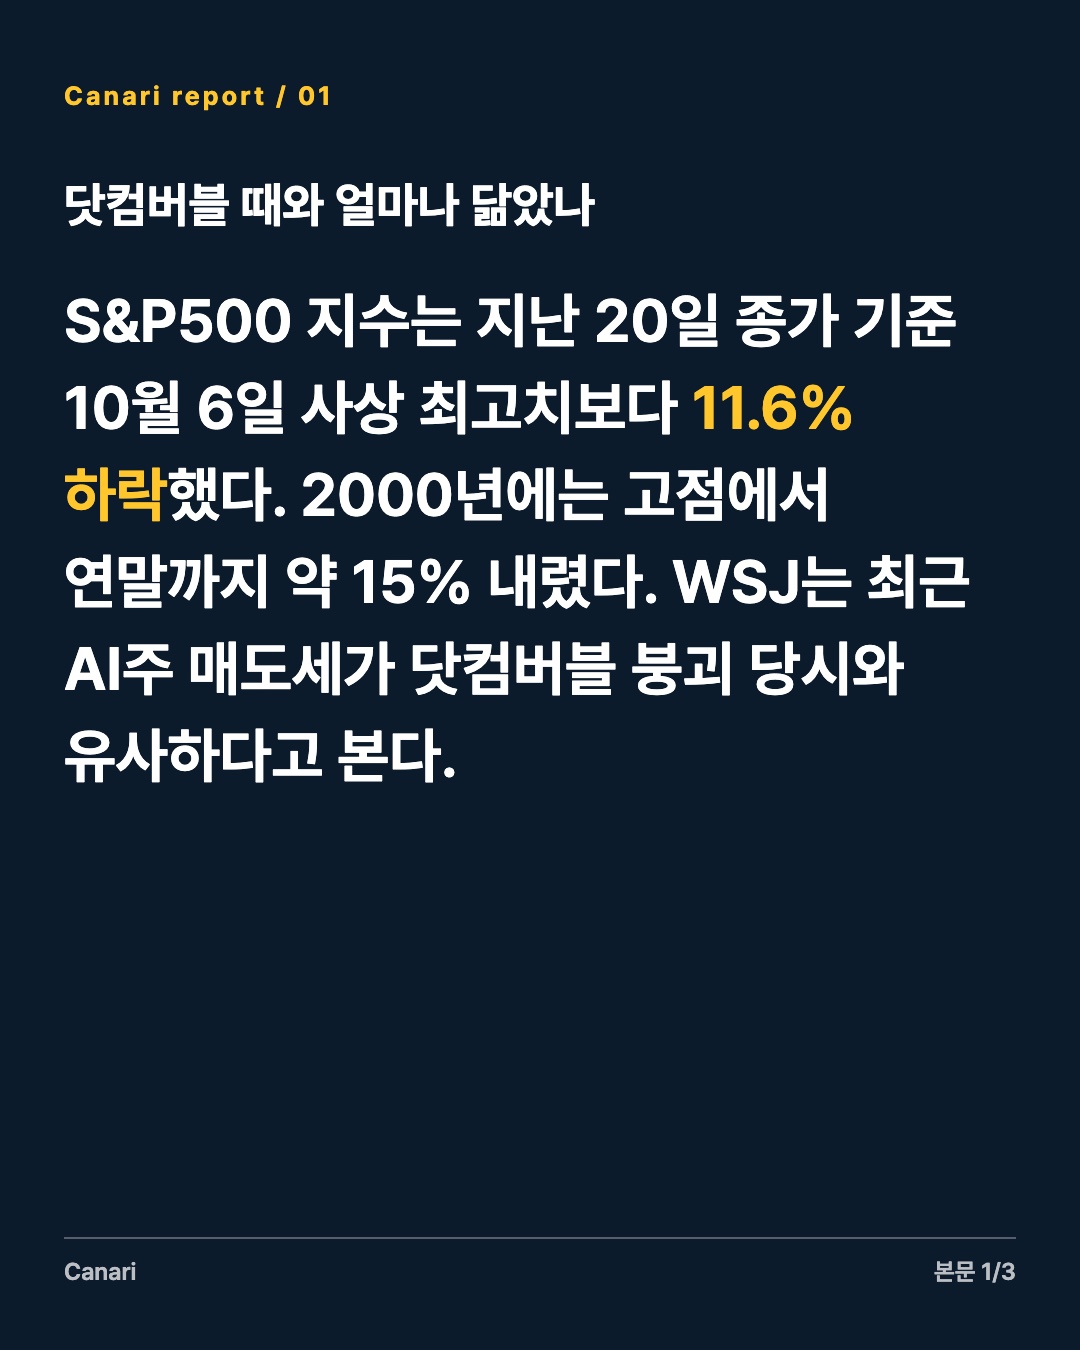 Canari report / 01
닷컴버블 때와 얼마나 닮았나
S&P500 지수는 지난 20일 종가 기준
10월 6일 사상 최고치보다 11.6%
하락했다. 2000년에는 고점에서
연말까지 약 15% 내렸다. WSJ는 최근
AI주 매도세가 닷컴버블 붕괴 당시와
유사하다고 본다.
Canari
본문 1/3